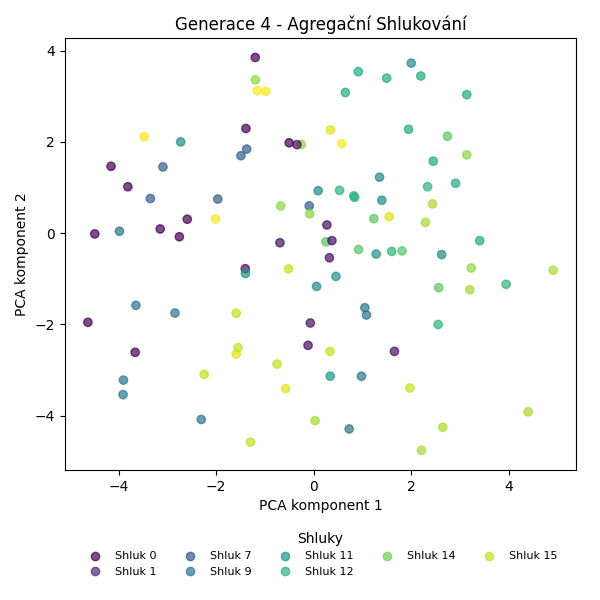 Generace 4 - Agregační Shlukování
PCA komponent 2
4
2
0
−2
−4
−4 −2 0 2 4
PCA komponent 1
Shluky
Shluk 0 Shluk 7 Shluk 11 Shluk 14 Shluk 15
Shluk 1 Shluk 9 Shluk 12